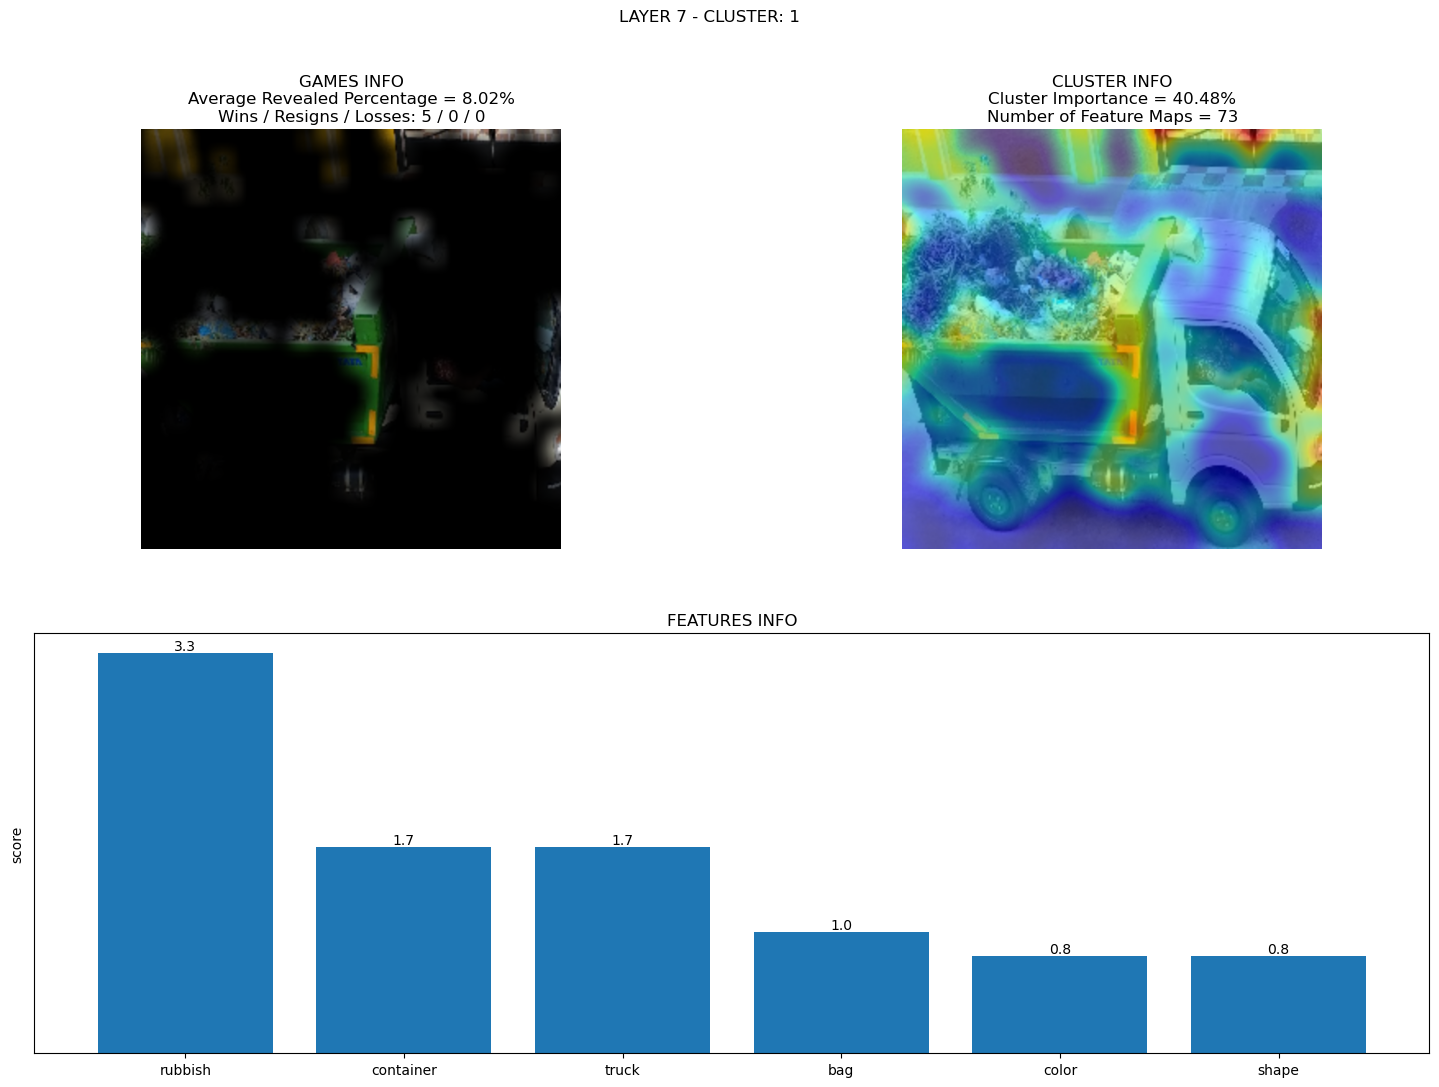 LAYER 7 - CLUSTER: 1
GAMES INFO
Average Revealed Percentage = 8.02%
Wins / Resigns / Losses: 5 / 0 / 0
CLUSTER INFO
Cluster Importance = 40.48%
Number of Feature Maps = 73
FEATURES INFO
score
3.3
1.7
1.7
1.0
0.8
0.8
rubbish
container
truck
bag
color
shape